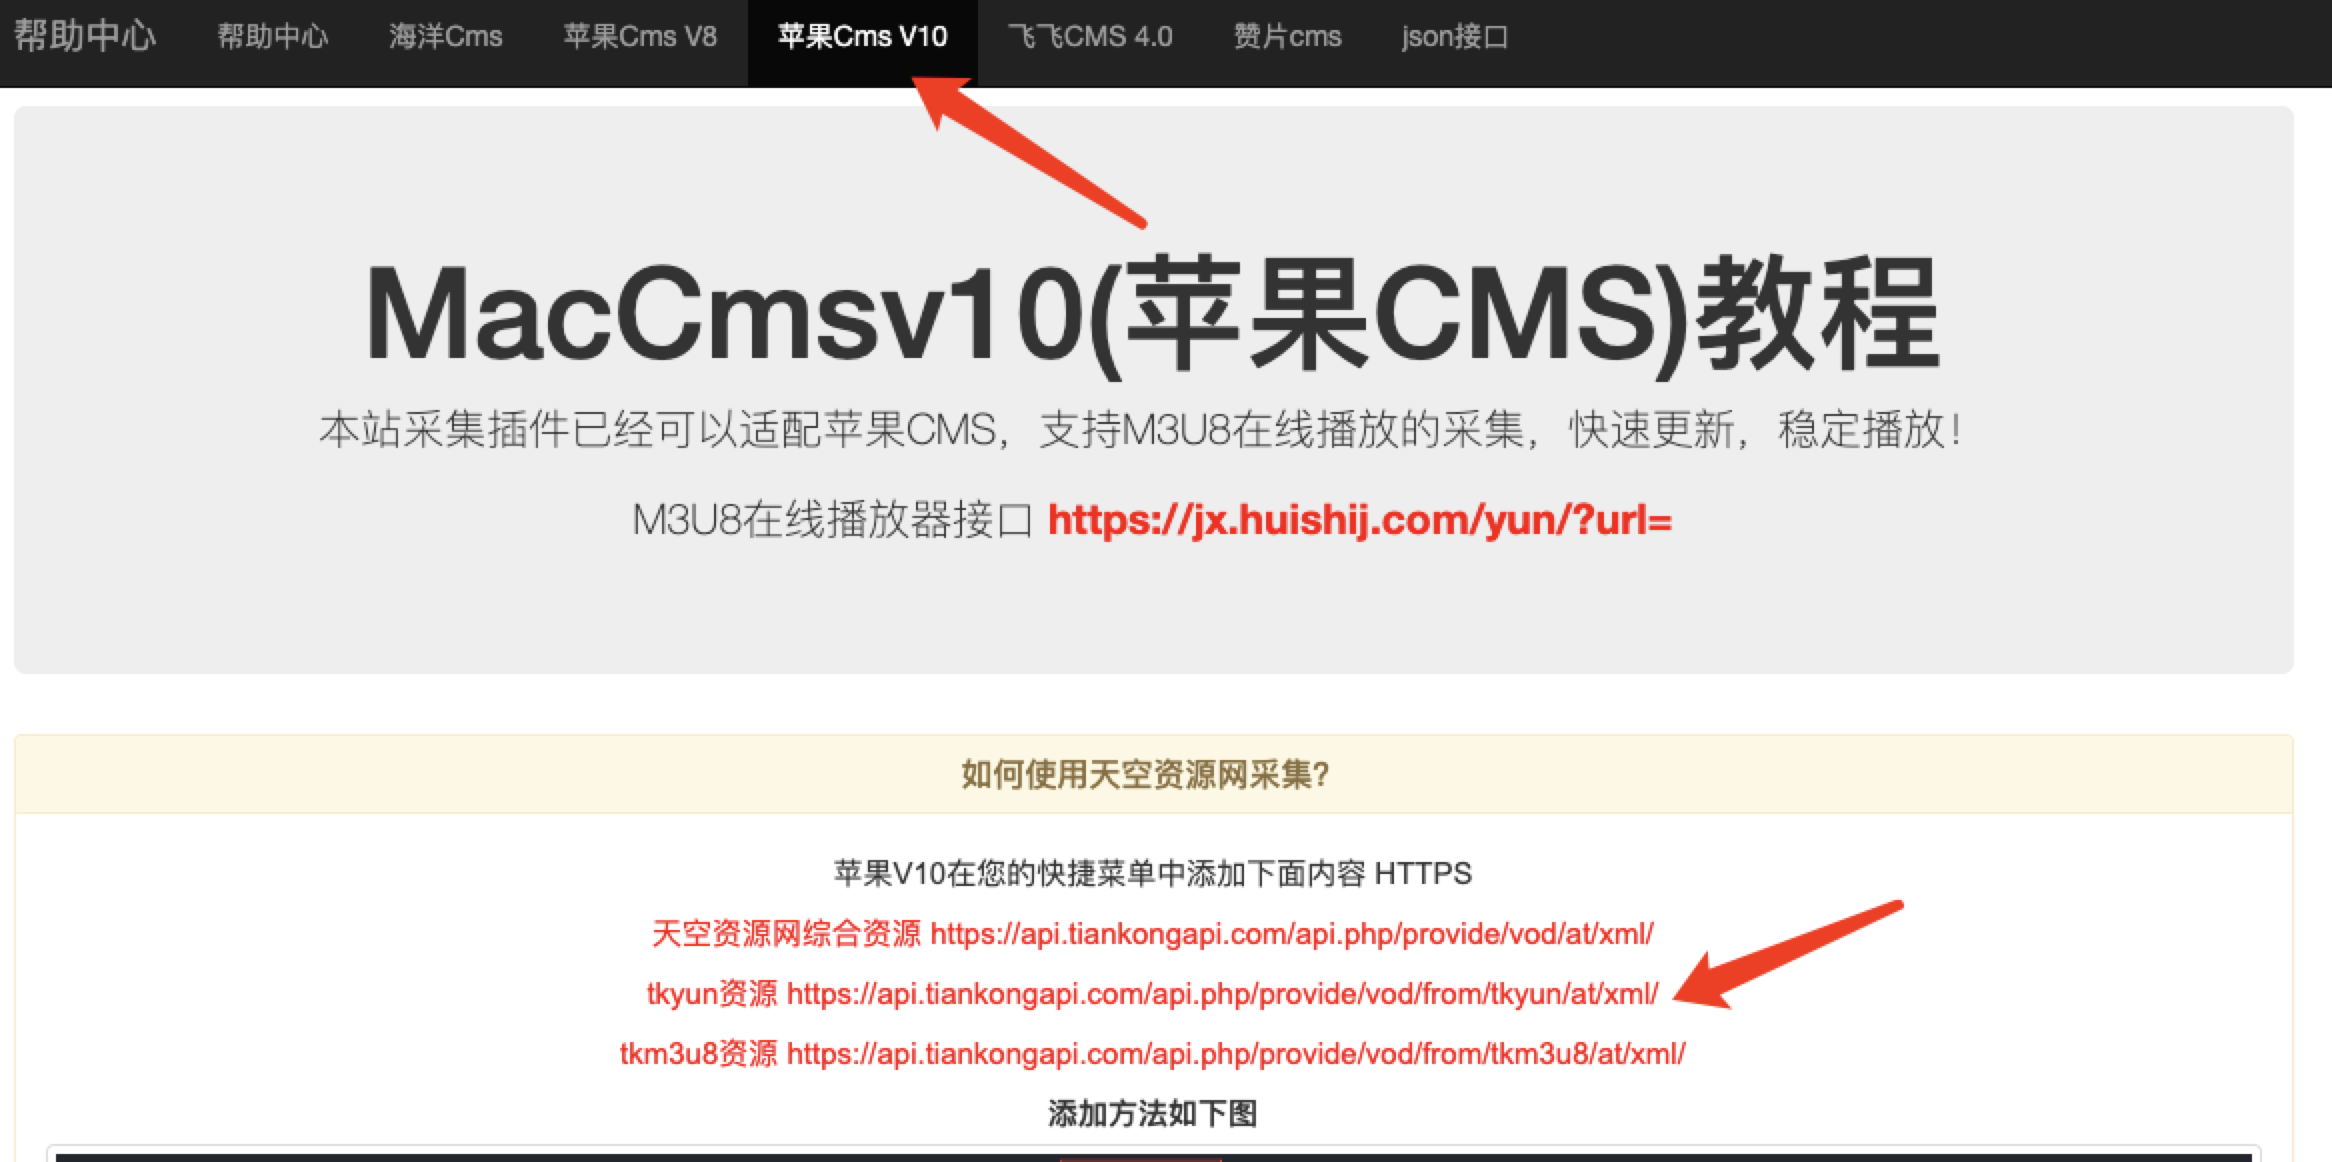 帮助中心 帮助中心 海洋Cms 苹果Cms V8 苹果Cms V10 飞飞CMS 4.0 赞片cms json接口
MacCmsv10(苹果CMS)教程
本站采集插件已经可以适配苹果CMS，支持M3U8在线播放的采集，快速更新，稳定播放！
M3U8在线播放器接口 https://jx.huishij.com/yun/?url=
如何使用天空资源网采集?
苹果V10在您的快捷菜单中添加下面内容 HTTPS
天空资源网综合资源 https://api.tiankongapi.com/api.php/provide/vod/at/xml/
tkyun资源 https://api.tiankongapi.com/api.php/provide/vod/from/tkyun/at/xml/
tkm3u8资源 https://api.tiankongapi.com/api.php/provide/vod/from/tkm3u8/at/xml/
添加方法如下图